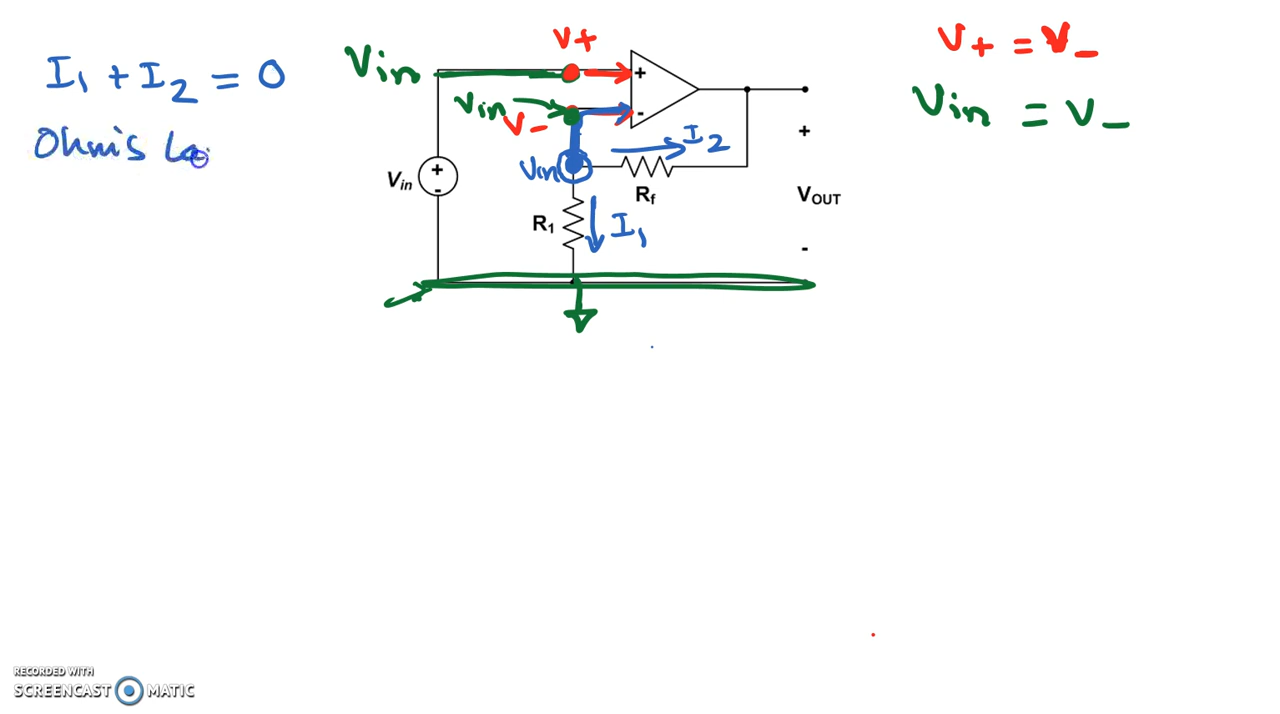 I₁ + I₂ = 0
Ohm's La
Vin
V+
V+ = V-
Vin = V-
Vin
V-
+
-
I2
Vin
Rf
Vin
+
-
+
VOUT
-
R1
I₁
RECORDED WITH
SCREENCAST MATIC